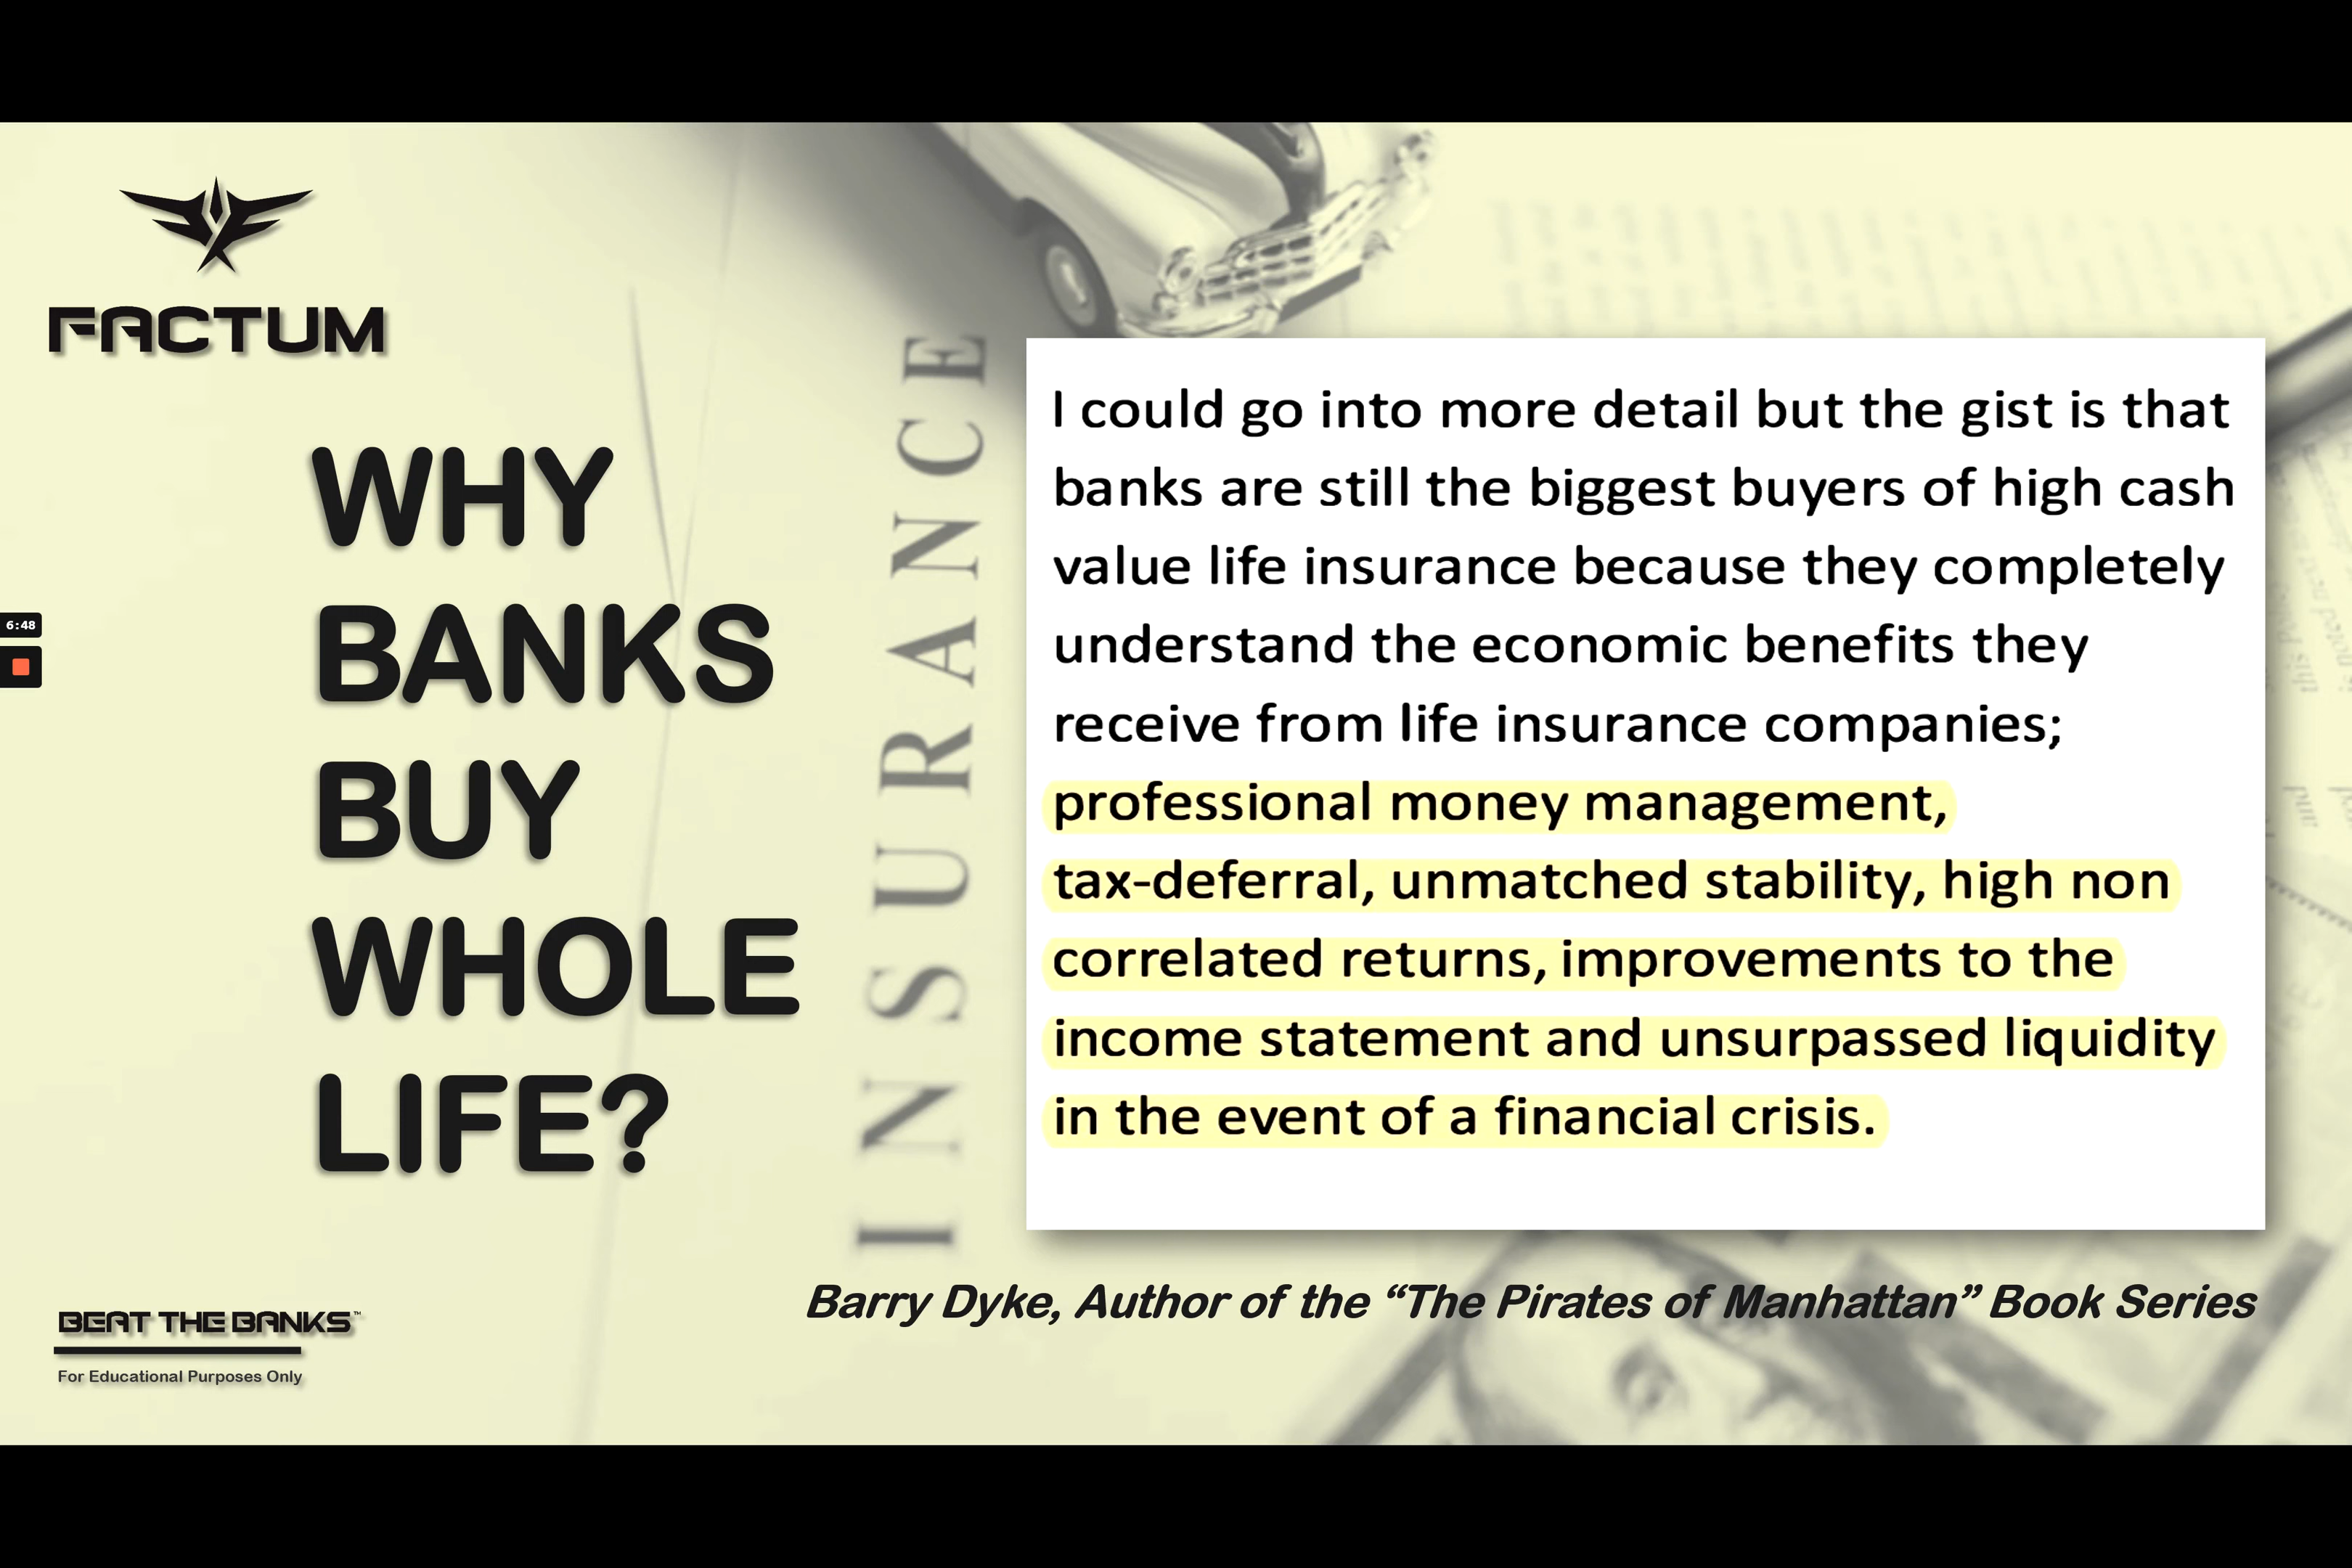 FACTUM
WHY
BANKS
BUY
WHOLE
LIFE?
INSURANCE
I could go into more detail but the gist is that
banks are still the biggest buyers of high cash
value life insurance because they completely
understand the economic benefits they
receive from life insurance companies;
professional money management,
tax-deferral, unmatched stability, high non
correlated returns, improvements to the
income statement and unsurpassed liquidity
in the event of a financial crisis.
Barry Dyke, Author of the “The Pirates of Manhattan” Book Series
BEAT THE BANKS™
For Educational Purposes Only
6:48